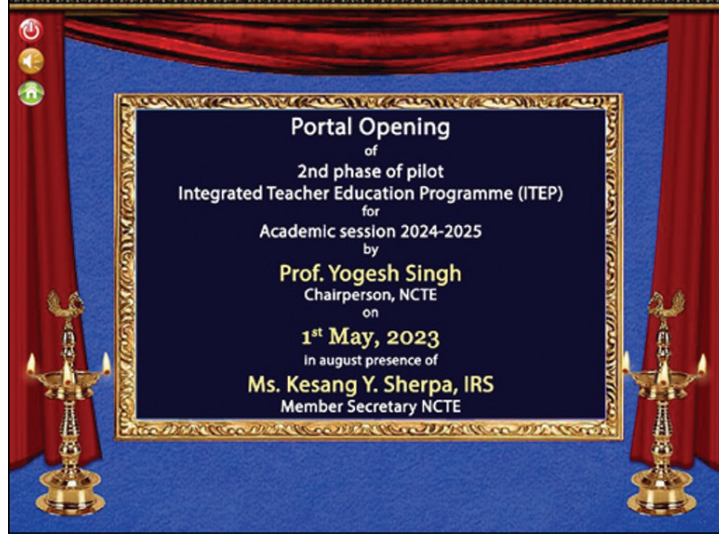 Portal Opening
of
2nd phase of pilot
Integrated Teacher Education Programme (ITEP)
for
Academic session 2024-2025
by
Prof. Yogesh Singh
Chairperson, NCTE
on
1st May, 2023
in august presence of
Ms. Kesang Y. Sherpa, IRS
Member Secretary NCTE